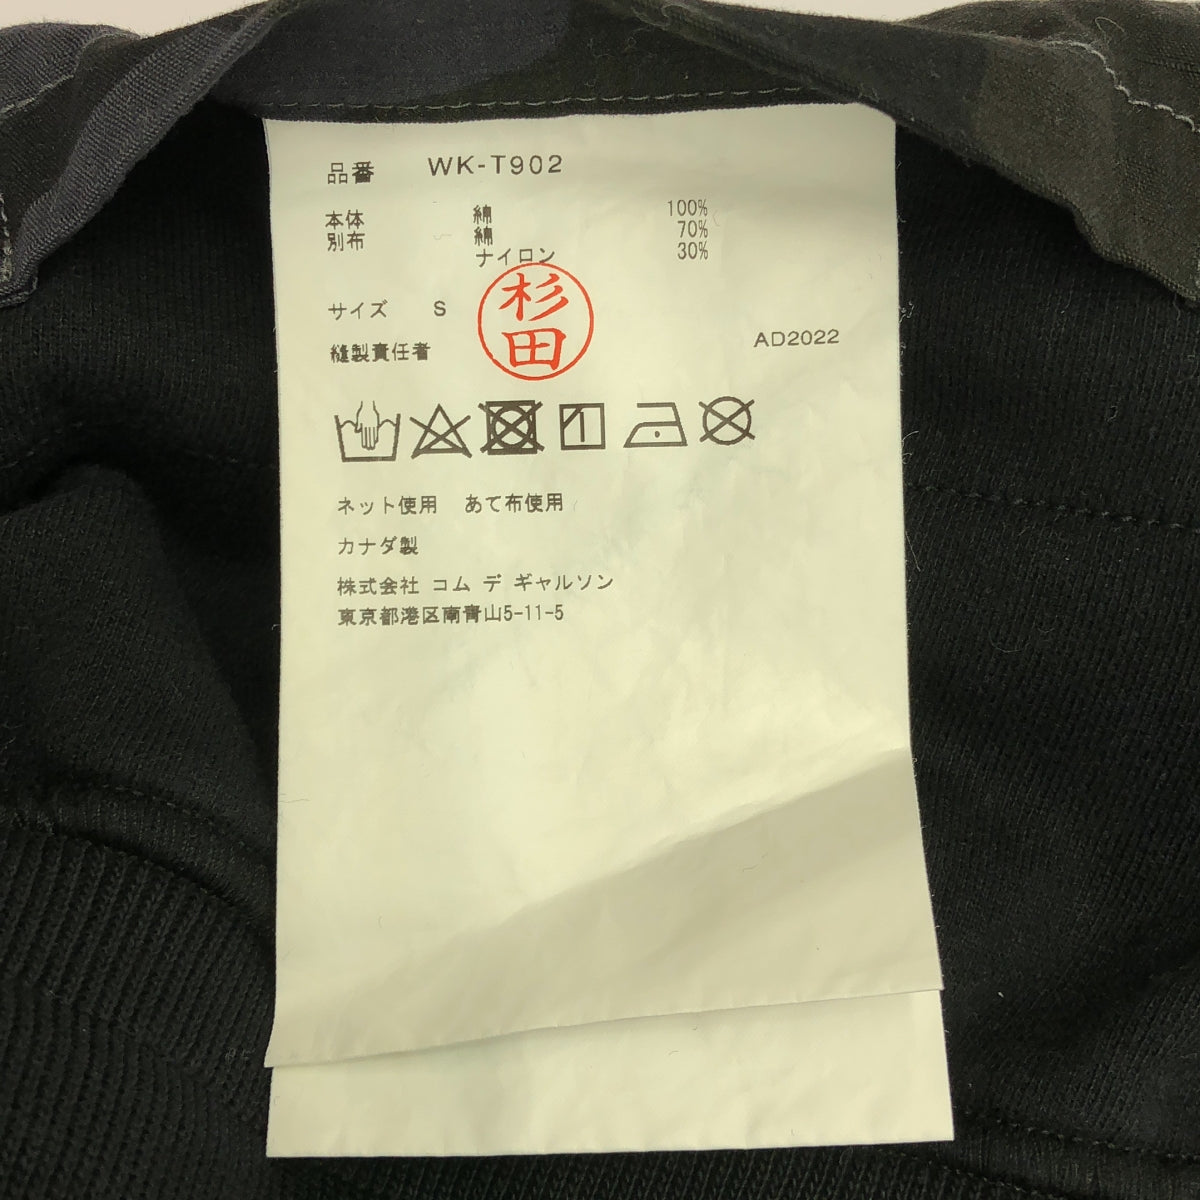 品番 WK-T902
本体 綿 100%
別布 綿 70%
ナイロン 30%
杉田
サイズ S
縫製責任者 AD2022
ネット使用 あて布使用
カナダ製
株式会社 コム デ ギャルソン
東京都港区南青山5-11-5